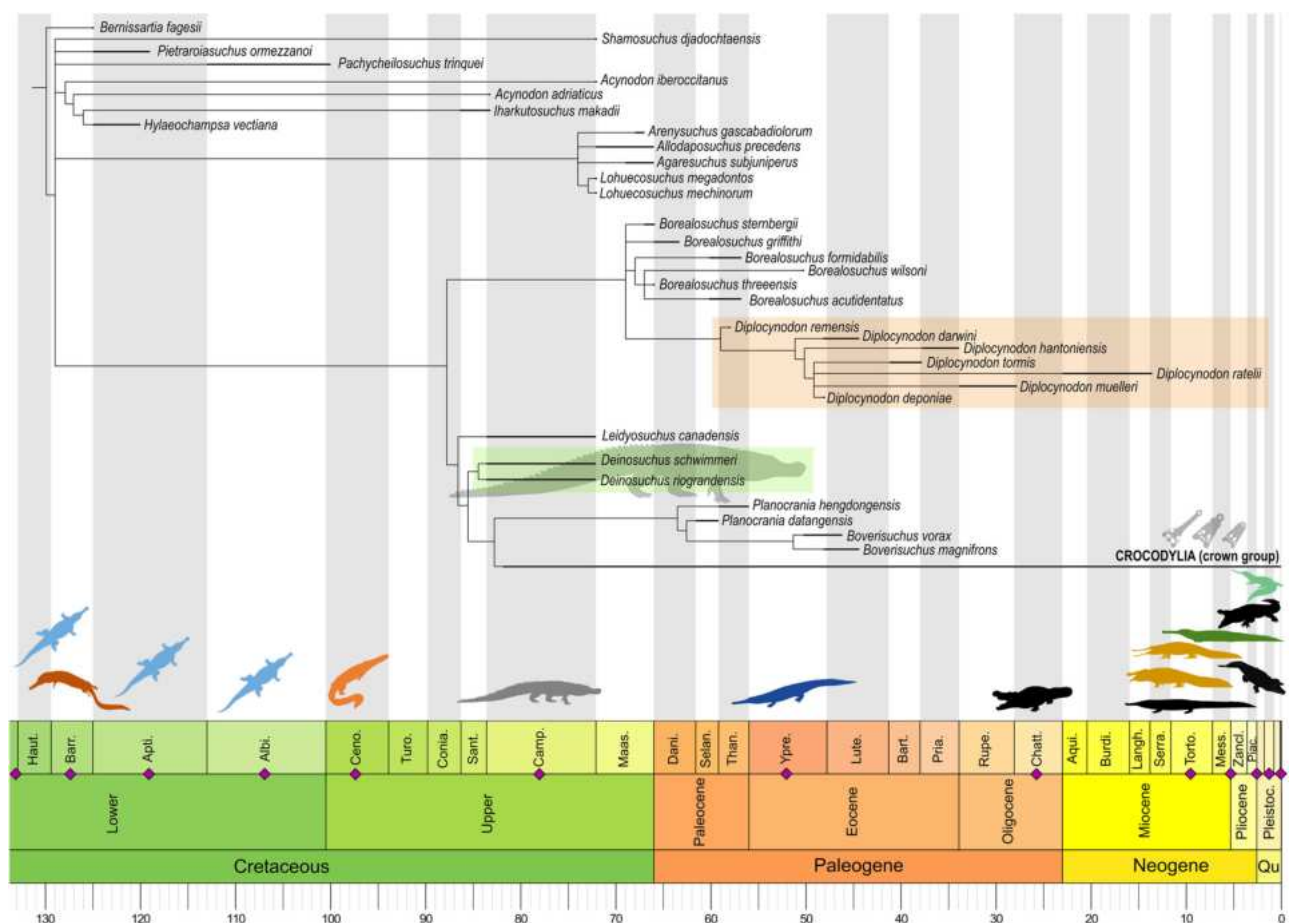 Bernissartia fagesii
Shamosuchus djadochtaensis
Pietraroiasuchus ormezzanoi
Pachycheilosuchus trinquei
Acynodon iberoccitanus
Acynodon adriaticus
Iharkutosuchus makadii
Hylaeochampsa vectiana
Arenysuchus gascabadiolorum
Allodaposuchus precedens
Agaresuchus subjuniperus
Lohuecosuchus megadontos
Lohuecosuchus mechinorum
Borealosuchus sternbergii
Borealosuchus griffithi
Borealosuchus formidabilis
Borealosuchus wilsoni
Borealosuchus threeensis
Borealosuchus acutidentatus
Diplocynodon remensis
Diplocynodon darwini
Diplocynodon hantoniensis
Diplocynodon tormis
Diplocynodon ratelii
Diplocynodon muelleri
Diplocynodon deponiae
Leidyosuchus canadensis
Deinosuchus schwimmeri
Deinosuchus riograndensis
Planocrania hengdongensis
Planocrania datangensis
Boverisuchus vorax
Boverisuchus magnifrons
CROCODYLIA (crown group)
Haut. Barr. Apti. Albi. Ceno. Turo. Conia. Sant. Camp. Maas. Dani. Selan. Than. Ypre. Lute. Bart. Pria. Rupe. Chatt. Aqui. Burdi. Langh. Serra. Torto. Mess. Zancl. Piac.
Lower Upper Paleocene Eocene Oligocene Miocene Pliocene Pleistoc.
Cretaceous Paleogene Neogene Qu
130 120 110 100 90 80 70 60 50 40 30 20 10 0